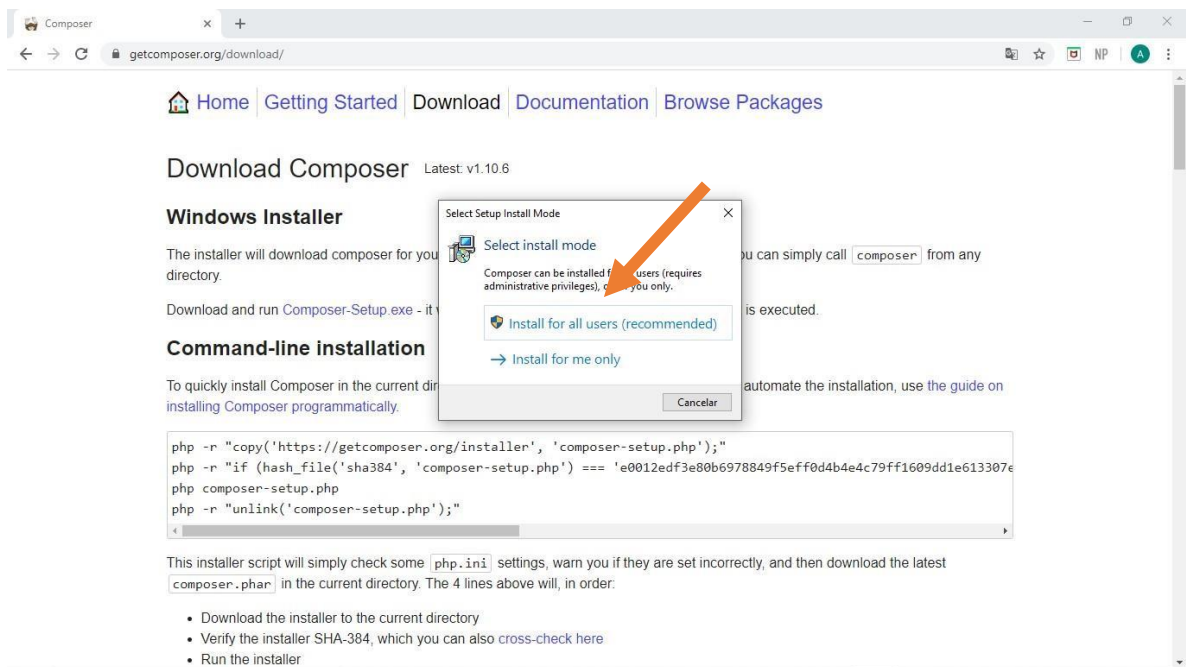 Composer
getcomposer.org/download/
NP
A
Home Getting Started Download Documentation Browse Packages
Download Composer Latest: v1.10.6
Windows Installer
The installer will download composer for you
ou can simply call composer from any
directory.
Download and run Composer-Setup.exe - it
is executed.
Command-line installation
To quickly install Composer in the current dir
automate the installation, use the guide on
installing Composer programmatically.
Select Setup Install Mode
Select install mode
Composer can be installed users (requires
administrative privileges), you only.
Install for all users (recommended)
Install for me only
Cancelar
php -r "copy('https://getcomposer.org/installer', 'composer-setup.php');"
php -r "if (hash_file('sha384', 'composer-setup.php') === 'e0012edf3e80b6978849f5eff0d4b4e4c79ff1609dd1e613307e
php composer-setup.php
php -r "unlink('composer-setup.php');"
This installer script will simply check some php.ini settings, warn you if they are set incorrectly, and then download the latest
composer.phar in the current directory. The 4 lines above will, in order:
• Download the installer to the current directory
• Verify the installer SHA-384, which you can also cross-check here
• Run the installer